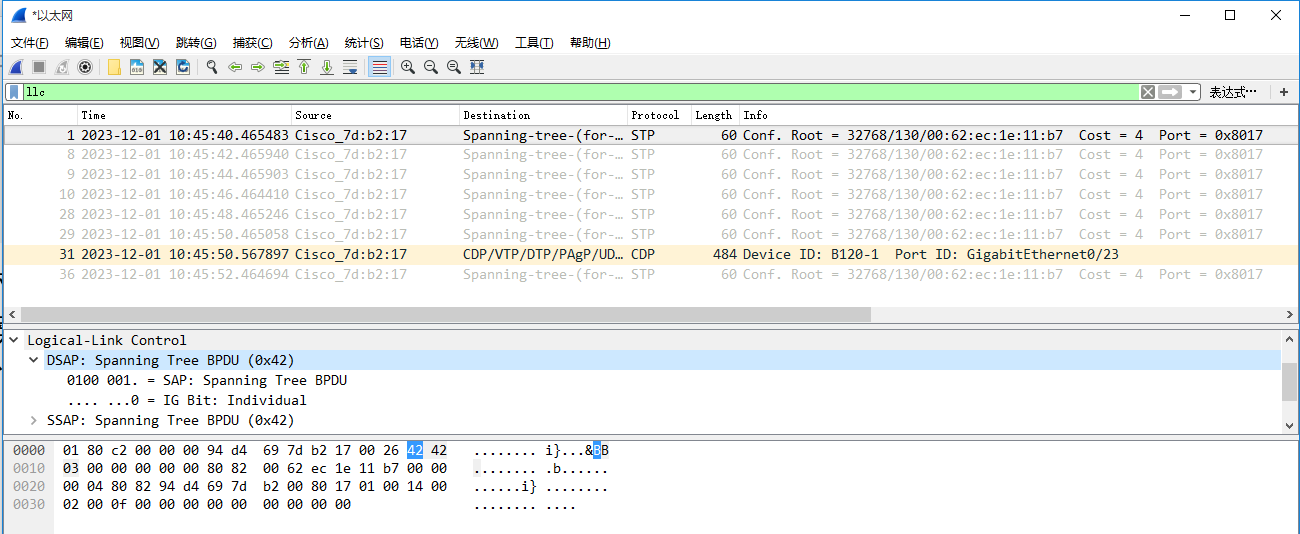 *以太网
文件(F) 编辑(E) 视图(V) 跳转(G) 捕获(C) 分析(A) 统计(S) 电话(Y) 无线(W) 工具(T) 帮助(H)
llc 表达式… +
No. Time Source Destination Protocol Length Info
1 2023-12-01 10:45:40.465483 Cisco_7d:b2:17 Spanning-tree-(for-… STP 60 Conf. Root = 32768/130/00:62:ec:1e:11:b7 Cost = 4 Port = 0x8017
8 2023-12-01 10:45:42.465940 Cisco_7d:b2:17 Spanning-tree-(for-… STP 60 Conf. Root = 32768/130/00:62:ec:1e:11:b7 Cost = 4 Port = 0x8017
9 2023-12-01 10:45:44.465903 Cisco_7d:b2:17 Spanning-tree-(for-… STP 60 Conf. Root = 32768/130/00:62:ec:1e:11:b7 Cost = 4 Port = 0x8017
10 2023-12-01 10:45:46.464410 Cisco_7d:b2:17 Spanning-tree-(for-… STP 60 Conf. Root = 32768/130/00:62:ec:1e:11:b7 Cost = 4 Port = 0x8017
28 2023-12-01 10:45:48.465246 Cisco_7d:b2:17 Spanning-tree-(for-… STP 60 Conf. Root = 32768/130/00:62:ec:1e:11:b7 Cost = 4 Port = 0x8017
29 2023-12-01 10:45:50.465058 Cisco_7d:b2:17 Spanning-tree-(for-… STP 60 Conf. Root = 32768/130/00:62:ec:1e:11:b7 Cost = 4 Port = 0x8017
31 2023-12-01 10:45:50.567897 Cisco_7d:b2:17 CDP/VTP/DTP/PAgP/UD… CDP 484 Device ID: B120-1 Port ID: GigabitEthernet0/23
36 2023-12-01 10:45:52.464694 Cisco_7d:b2:17 Spanning-tree-(for-… STP 60 Conf. Root = 32768/130/00:62:ec:1e:11:b7 Cost = 4 Port = 0x8017
Logical-Link Control
DSAP: Spanning Tree BPDU (0x42)
0100 001. = SAP: Spanning Tree BPDU
.... ...0 = IG Bit: Individual
SSAP: Spanning Tree BPDU (0x42)
0000 01 80 c2 00 00 00 94 d4 69 7d b2 17 00 26 42 42 ........ i}...&BB
0010 03 00 00 00 00 00 80 82 00 62 ec 1e 11 b7 00 00 ........ .b......
0020 00 04 80 82 94 d4 69 7d b2 00 80 17 01 00 14 00 ......i} ........
0030 02 00 0f 00 00 00 00 00 00 00 00 00 ........ ....